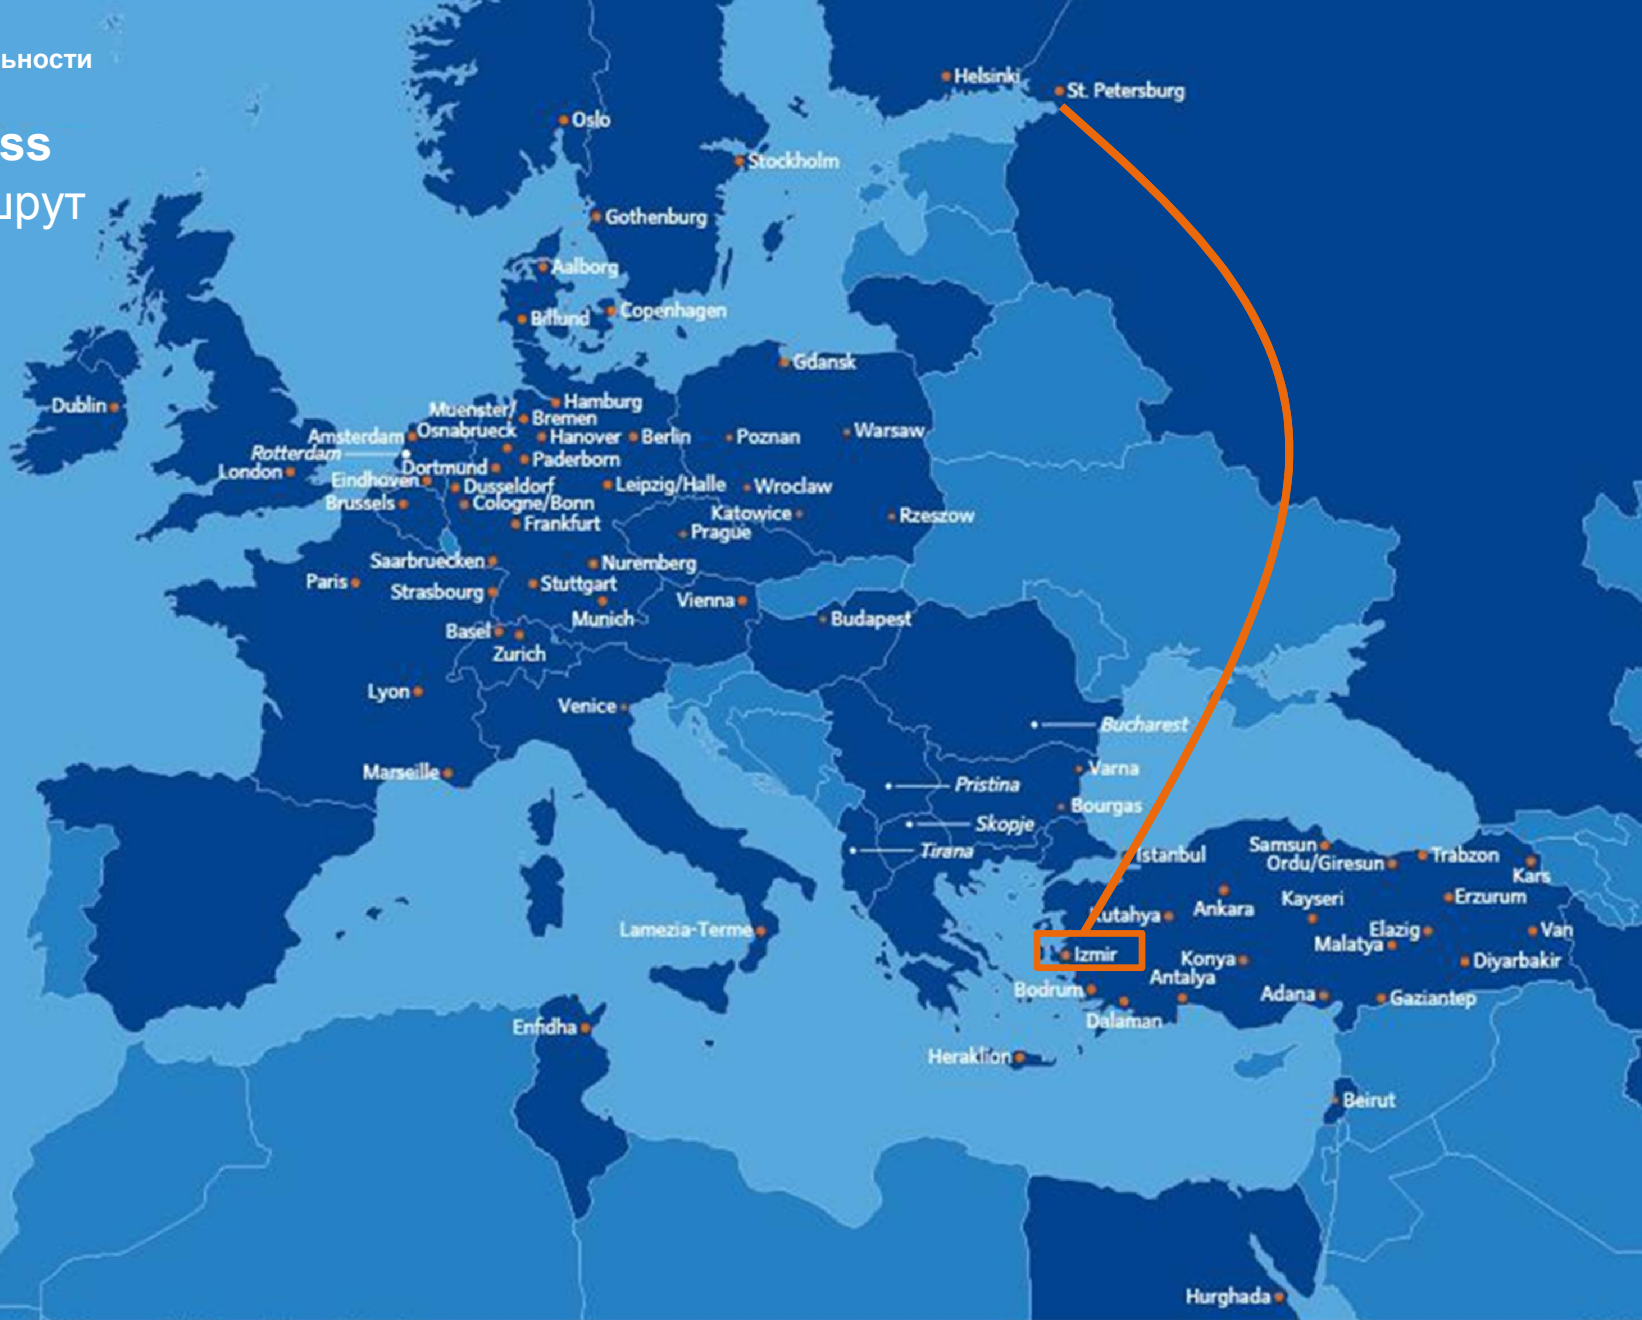 ьности
ss
шрут
Helsinki
St. Petersburg
Oslo
Stockholm
Gothenburg
Aalborg
Copenhagen
Billund
Gdansk
Dublin
Hamburg
Muenster/
Osnabrueck
Bremen
Amsterdam
Hanover
Berlin
Poznan
Warsaw
Rotterdam
Paderborn
London
Dortmund
Eindhoven
Dusseldorf
Leipzig/Halle
Wroclaw
Brussels
Cologne/Bonn
Katowice
Rzeszow
Frankfurt
Prague
Saarbruecken
Nuremberg
Paris
Strasbourg
Stuttgart
Munich
Vienna
Budapest
Basel
Zurich
Lyon
Venice
Bucharest
Marseille
Varna
Pristina
Bourgas
Skopje
Tirana
Istanbul
Samsun
Ordu/Giresun
Trabzon
Kars
Kutahya
Ankara
Kayseri
Erzurum
Lamezia-Terme
Elazig
Van
Malatya
Izmir
Konya
Diyarbakir
Antalya
Bodrum
Adana
Gaziantep
Dalaman
Enfidha
Heraklion
Beirut
Hurghada